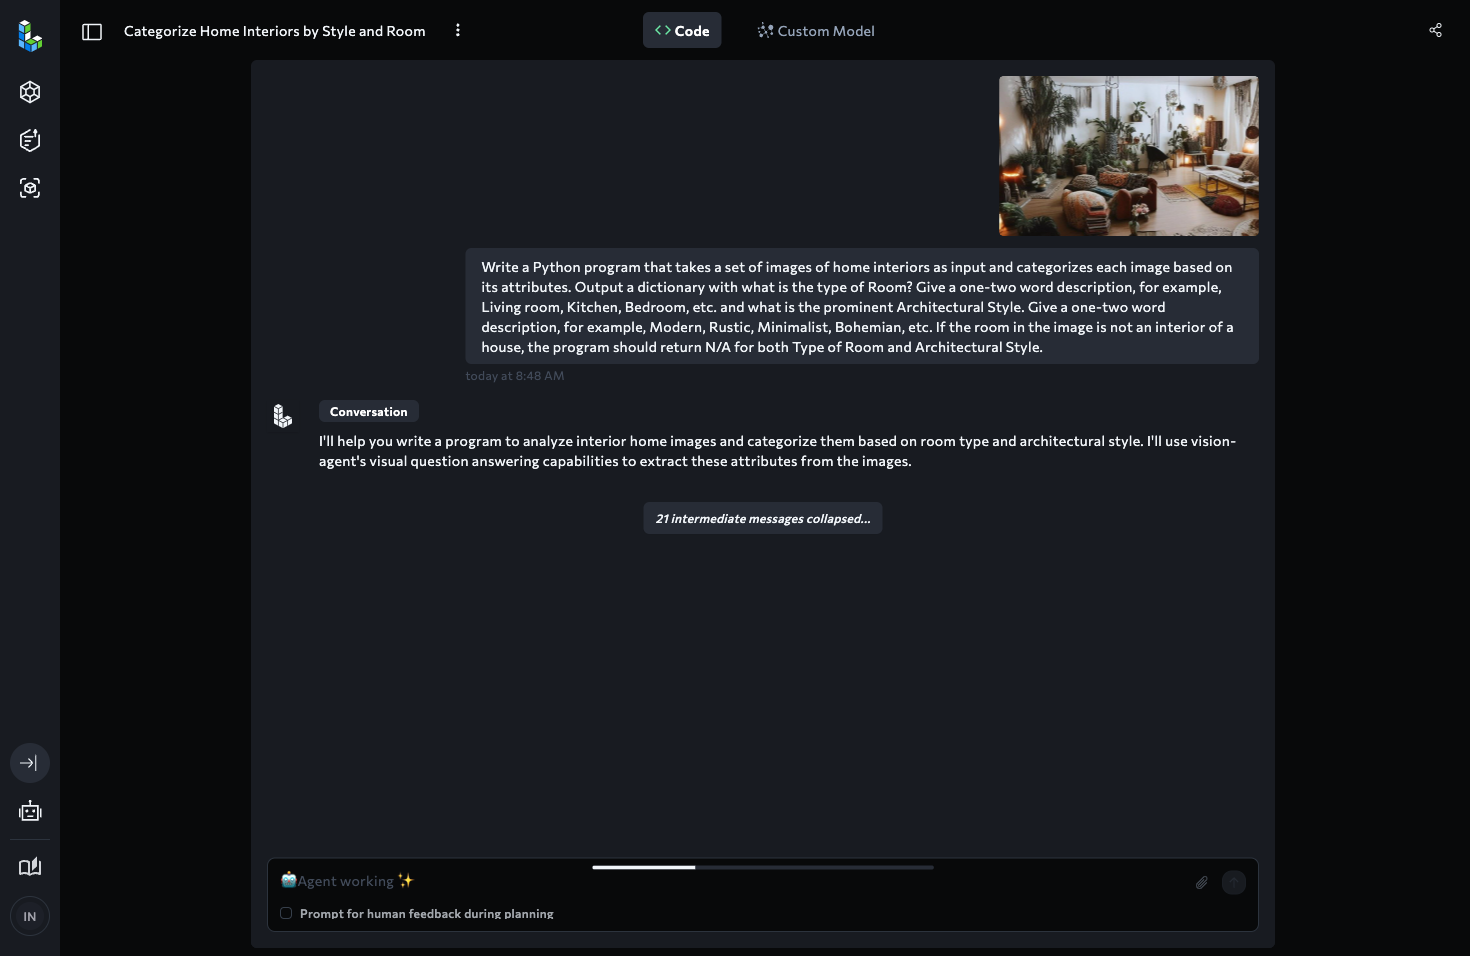 Categorize Home Interiors by Style and Room
Code
Custom Model
Write a Python program that takes a set of images of home interiors as input and categorizes each image based on
its attributes. Output a dictionary with what is the type of Room? Give a one-two word description, for example,
Living room, Kitchen, Bedroom, etc. and what is the prominent Architectural Style. Give a one-two word
description, for example, Modern, Rustic, Minimalist, Bohemian, etc. If the room in the image is not an interior of a
house, the program should return N/A for both Type of Room and Architectural Style.
today at 8:48 AM
Conversation
I'll help you write a program to analyze interior home images and categorize them based on room type and architectural style. I'll use vision-
agent's visual question answering capabilities to extract these attributes from the images.
21 intermediate messages collapsed...
Agent working
Prompt for human feedback during planning
IN